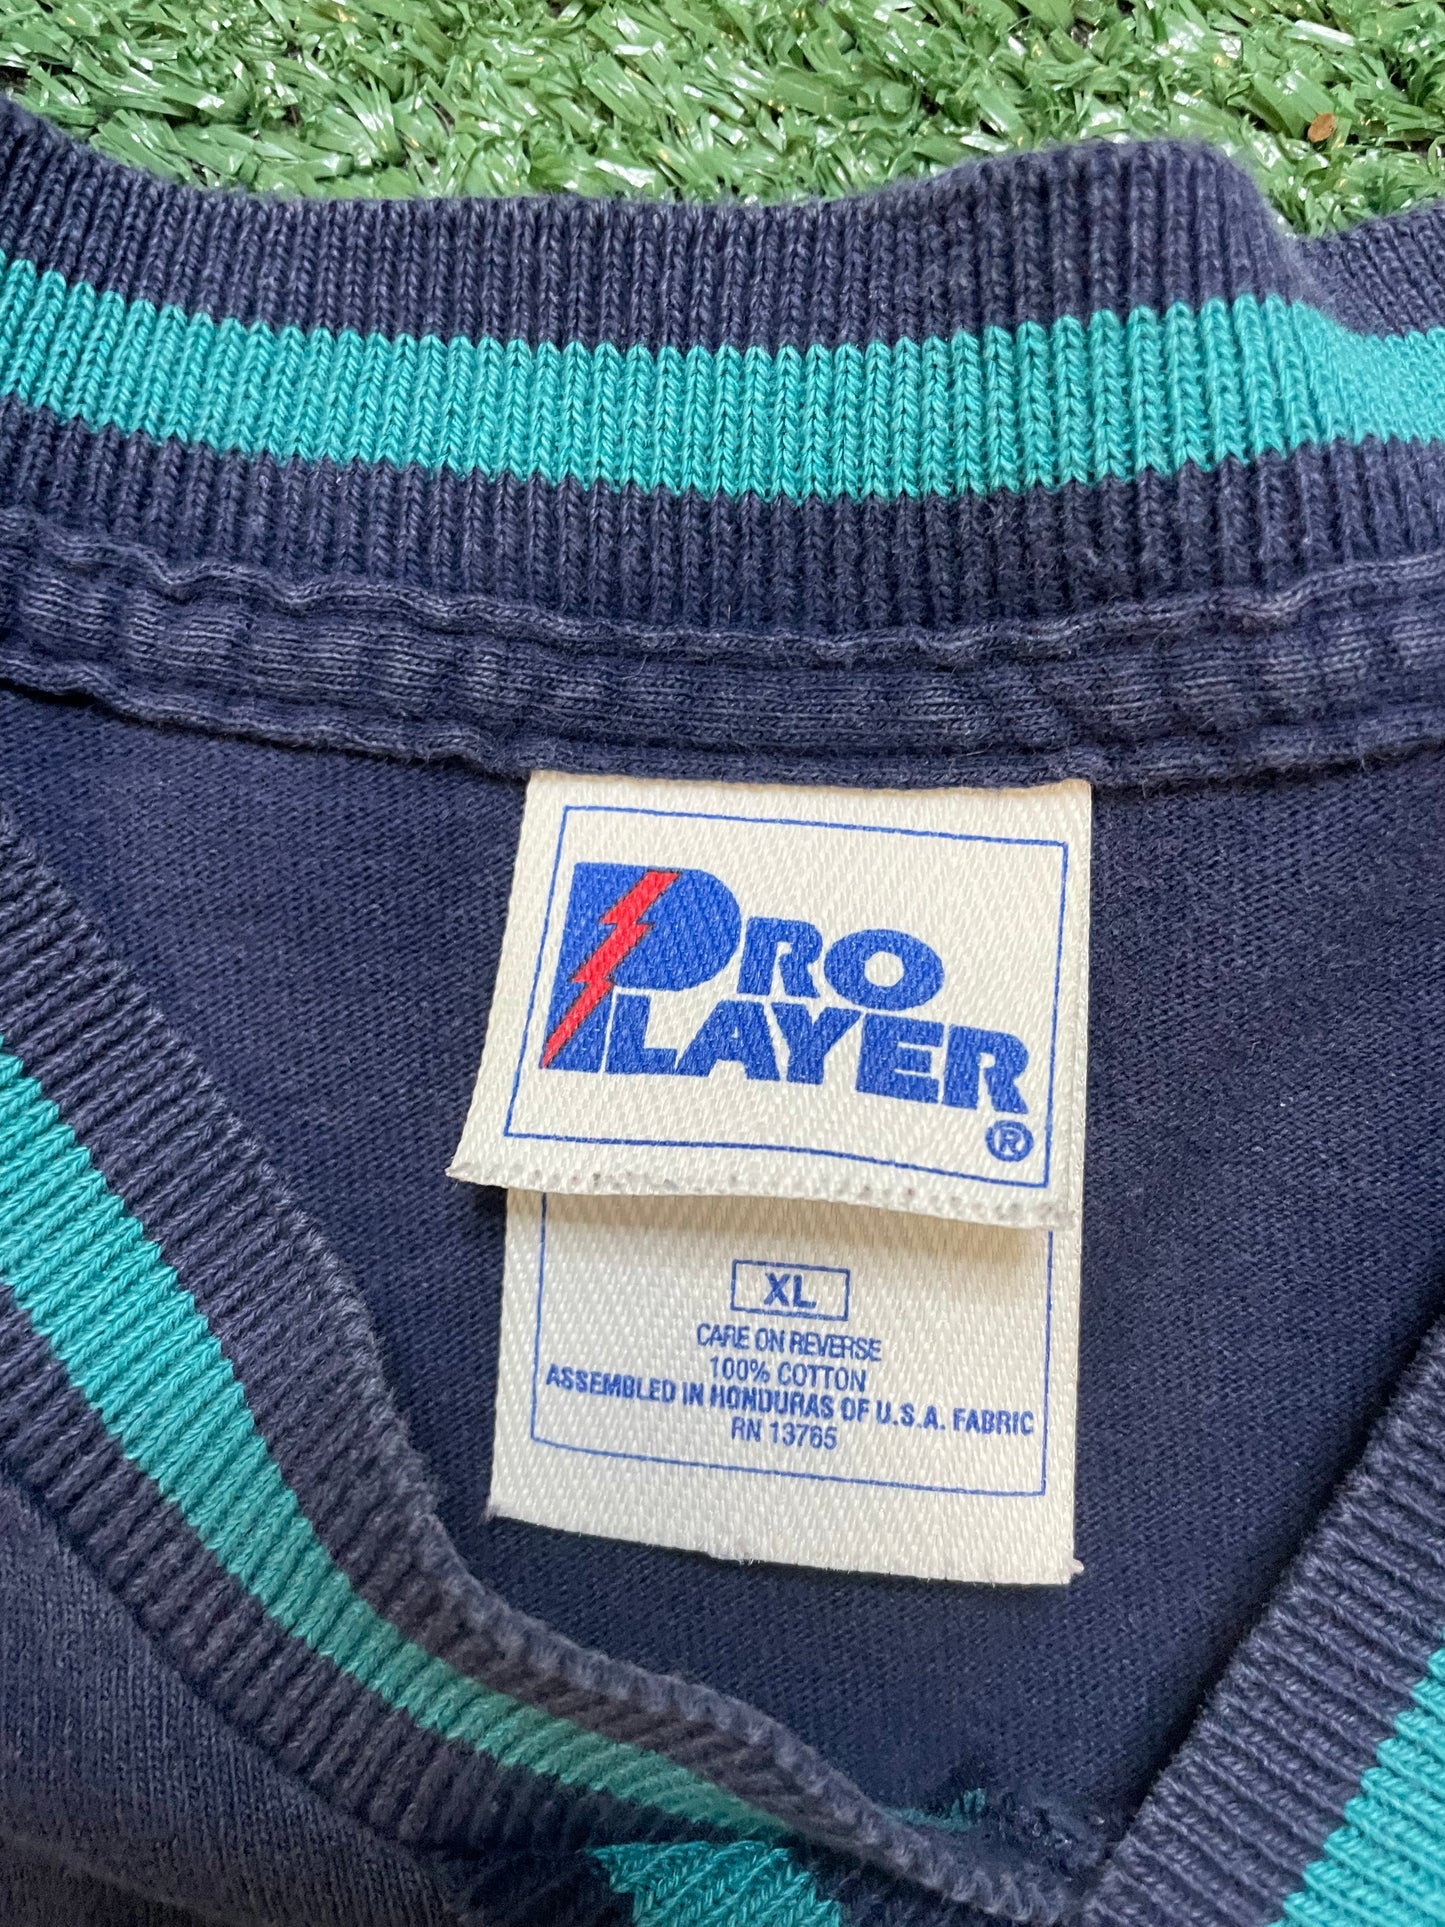 PRO
PLAYER
®
XL
CARE ON REVERSE
100% COTTON
ASSEMBLED IN HONDURAS OF U.S.A. FABRIC
RN 13765